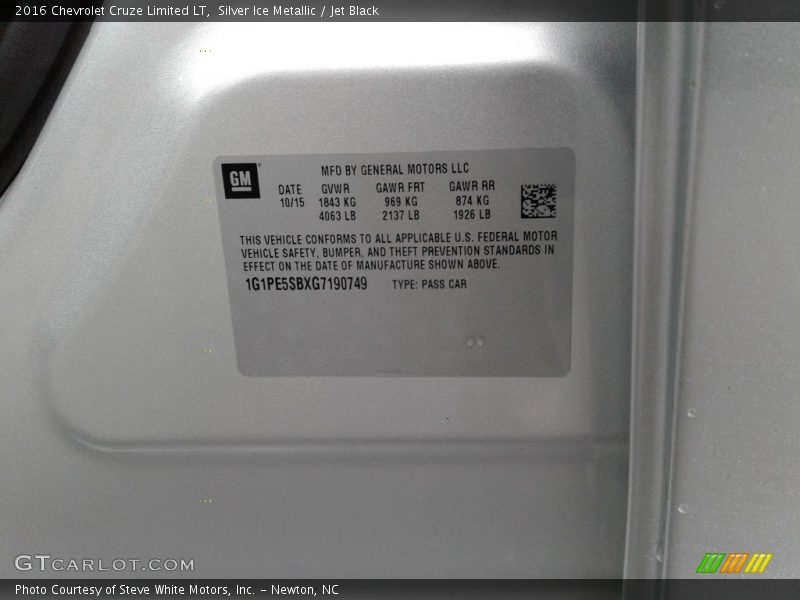 2016 Chevrolet Cruze Limited LT, Silver Ice Metallic / Jet Black
GM
MFD BY GENERAL MOTORS LLC
DATE GVWR GAWR FRT GAWR RR
10/15 1843 KG 969 KG 874 KG
4063 LB 2137 LB 1926 LB
THIS VEHICLE CONFORMS TO ALL APPLICABLE U.S. FEDERAL MOTOR
VEHICLE SAFETY, BUMPER, AND THEFT PREVENTION STANDARDS IN
EFFECT ON THE DATE OF MANUFACTURE SHOWN ABOVE.
1G1PE5SBXG7190749 TYPE: PASS CAR
GTCARLOT.COM
Photo Courtesy of Steve White Motors, Inc. – Newton, NC